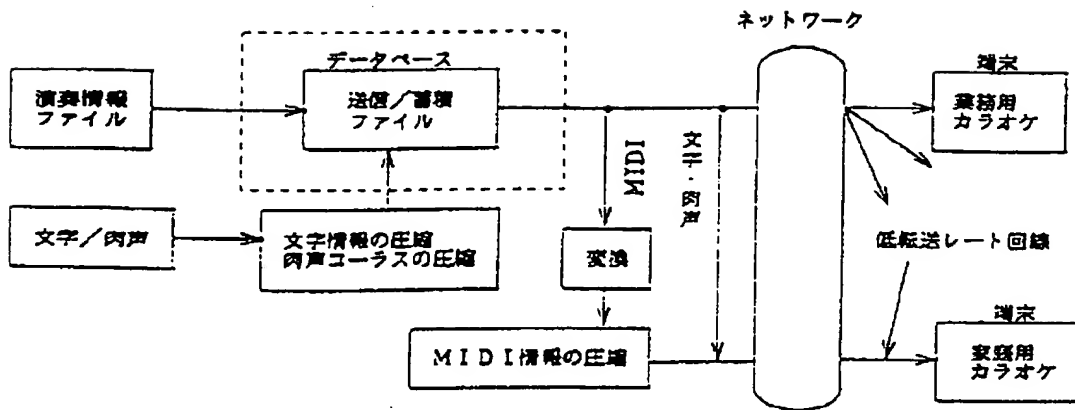 ネットワーク
データベース
演奏情報
ファイル
送信/蓄積
ファイル
端末
業務用
カラオケ
MIDI
文字・肉声
文字/肉声
文字情報の圧縮
肉声コーラスの圧縮
変換
低転送レート回線
MIDI情報の圧縮
端末
家庭用
カラオケ